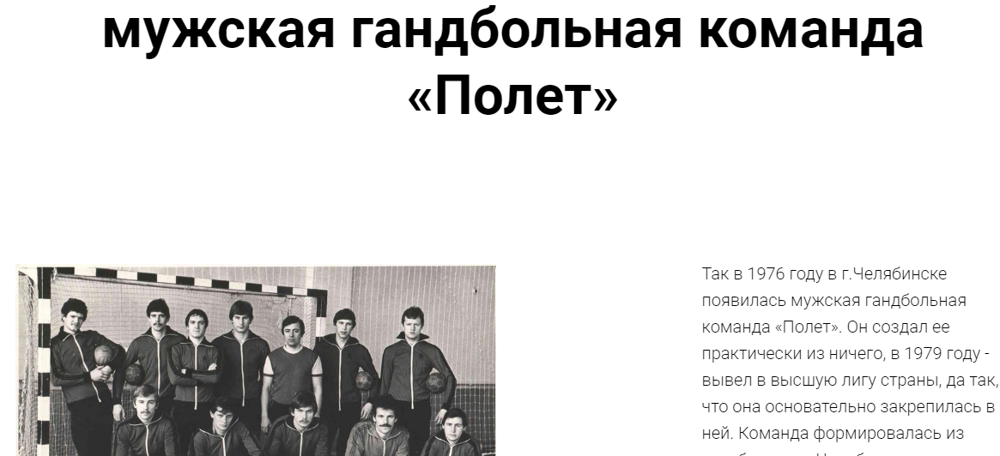 мужская гандбольная команда
«Полет»
Так в 1976 году в г.Челябинске
появилась мужская гандбольная
команда «Полет». Он создал ее
практически из ничего, в 1979 году -
вывел в высшую лигу страны, да так,
что она основательно закрепилась в
ней. Команда формировалась из